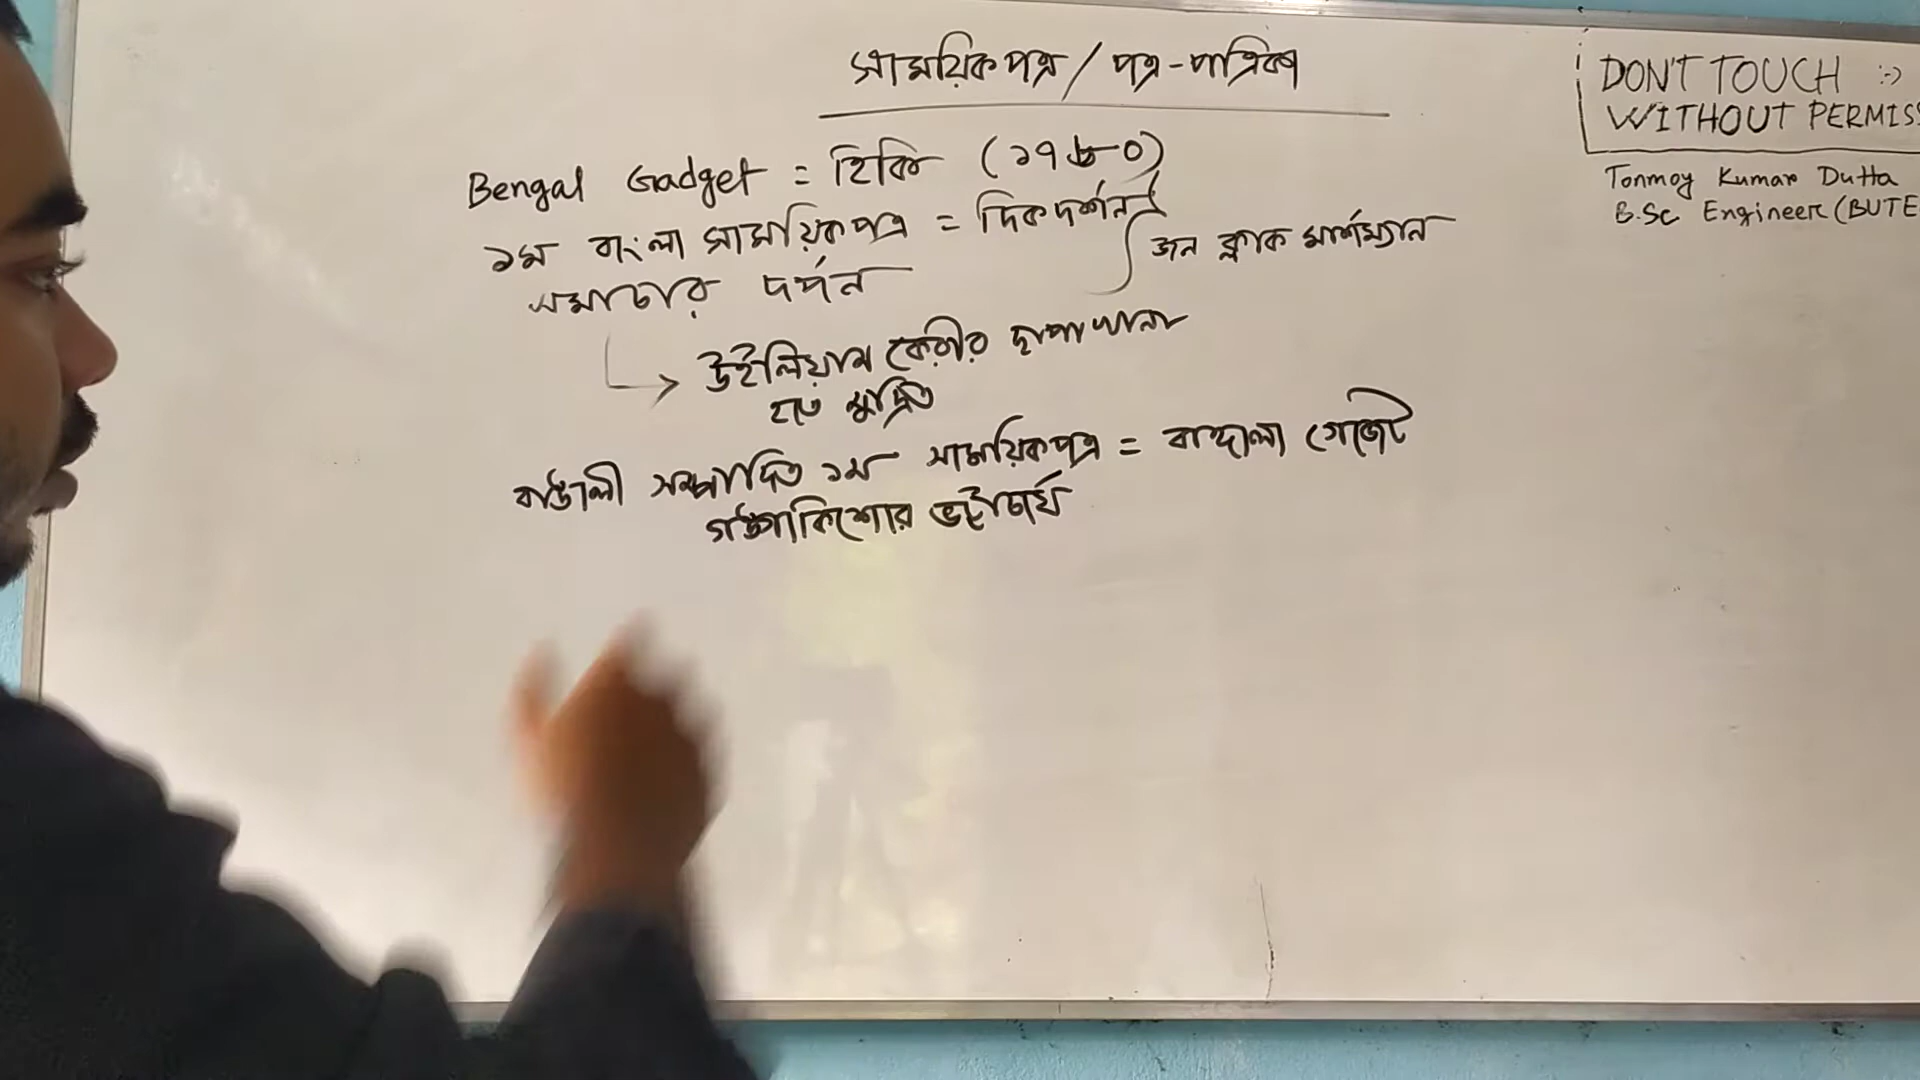 সাময়িকপত্র / পত্র-পত্রিকা
Bengal Gadget = হিকি (১৭৮০)
১ম বাংলা সাময়িকপত্র = দিকদর্শন
সমাচার দর্পন
জন ক্লার্ক মার্শম্যান
উইলিয়াম কেরীর ছাপাখানা
হতে মুদ্রিত
বাঙালী সম্পাদিত ১ম সাময়িকপত্র = বাঙ্গালা গেজেট
গঙ্গাকিশোর ভট্টাচার্য
DON'T TOUCH :->
WITHOUT PERMISS
Tonmoy Kumar Dutta
B.Sc Engineer (BUTE